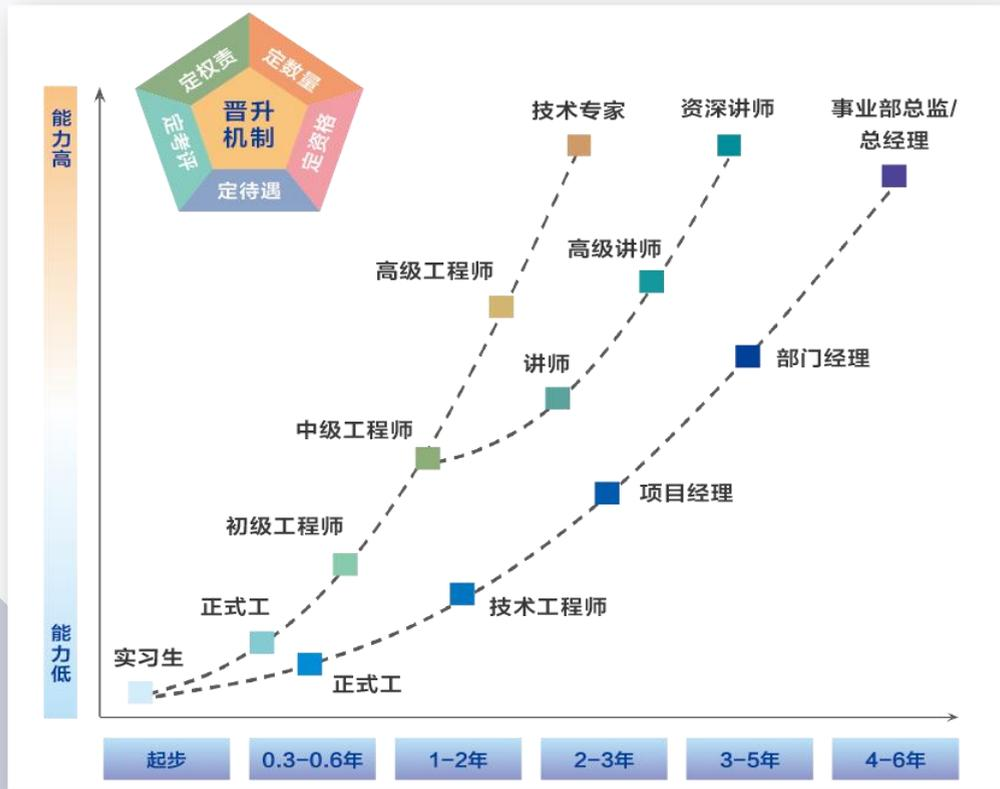 定权责
定数量
定考评
晋升
机制
定资格
定待遇
能力高
技术专家
资深讲师
事业部总监/
总经理
高级工程师
高级讲师
讲师
部门经理
中级工程师
项目经理
初级工程师
正式工
技术工程师
实习生
正式工
能力低
起步
0.3-0.6年
1-2年
2-3年
3-5年
4-6年